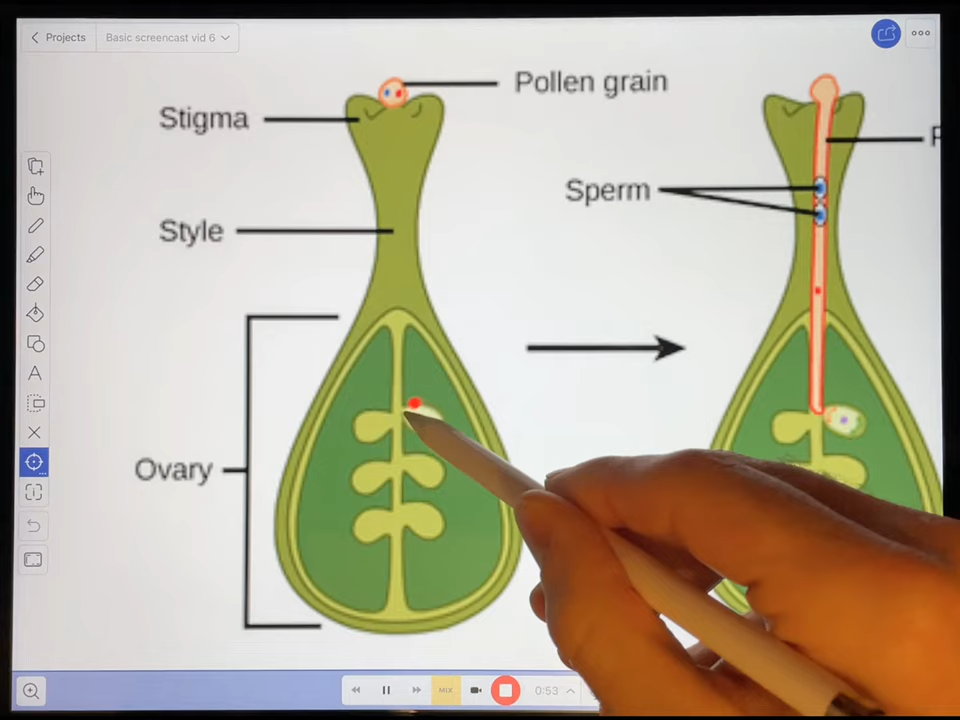 Projects
Basic screencast vid 6
Pollen grain
Stigma
Sperm
Style
Ovary
A
MIX
0:53